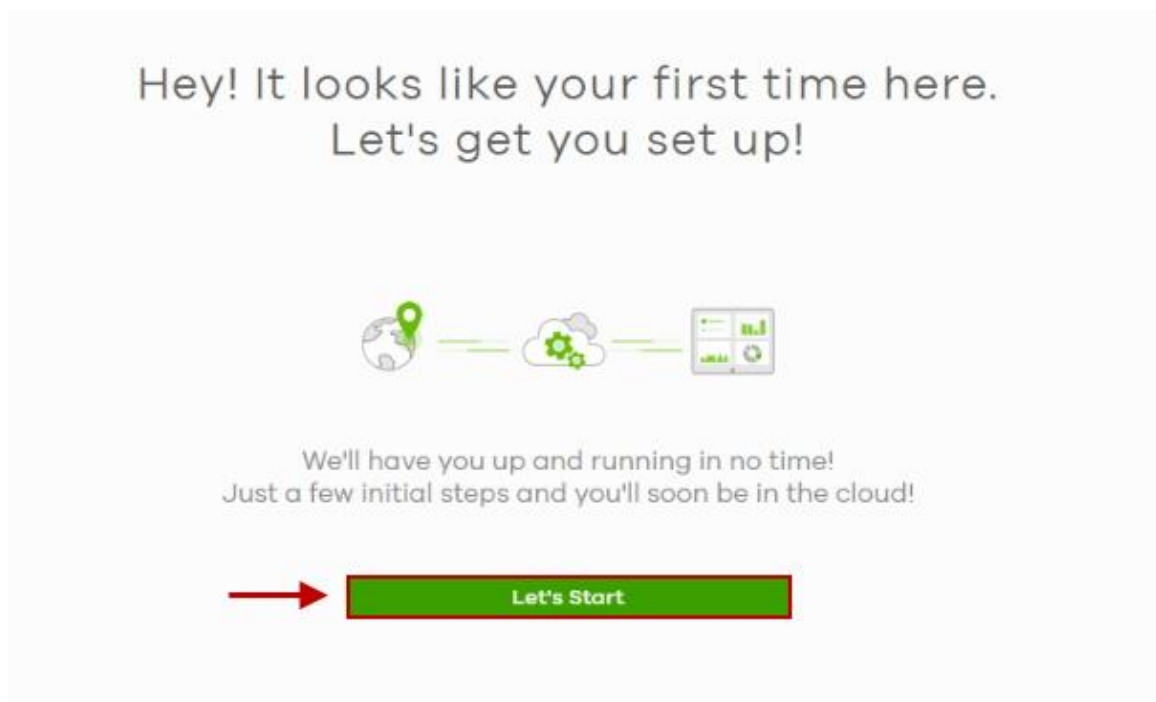 Hey! It looks like your first time here.
Let's get you set up!
We'll have you up and running in no time!
Just a few initial steps and you'll soon be in the cloud!
Let's Start